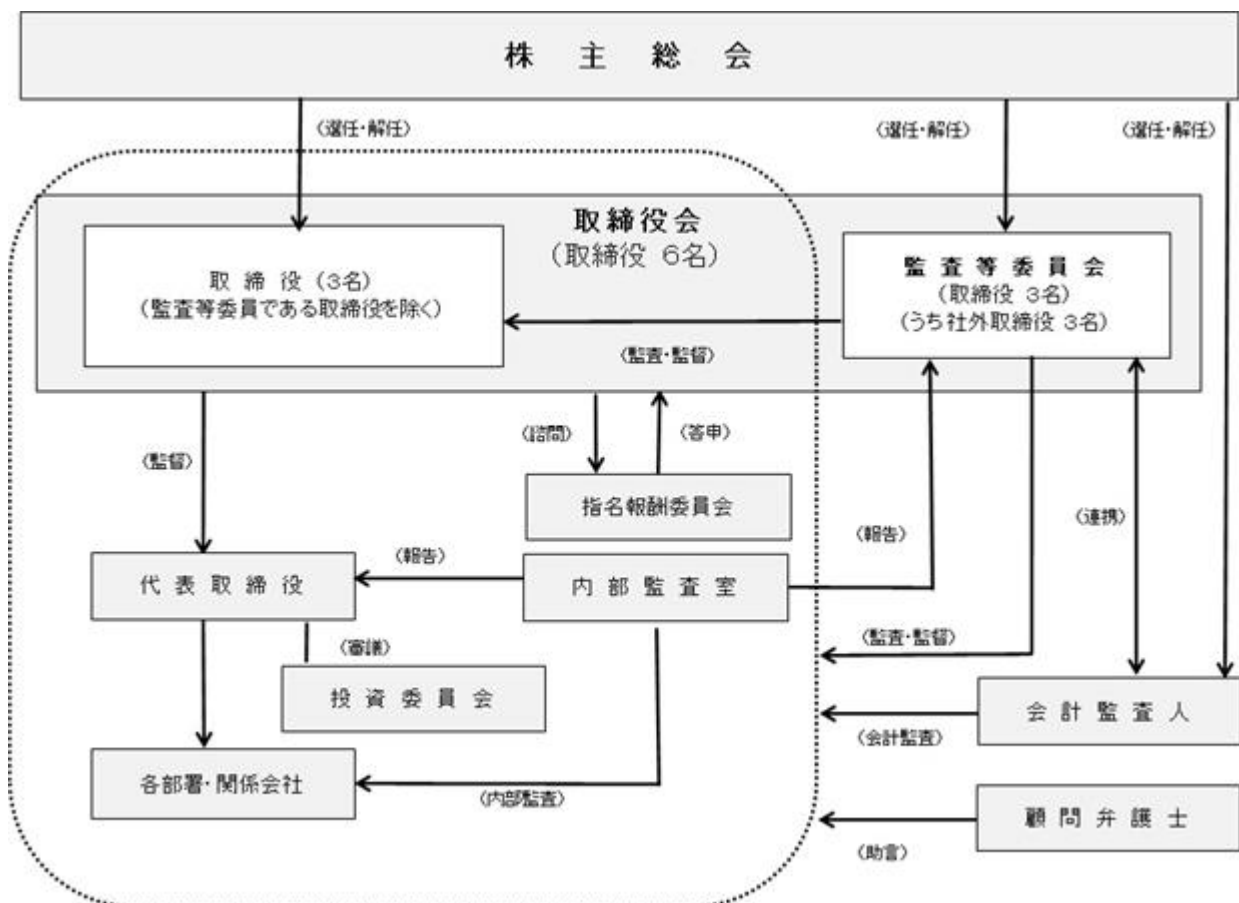 株主総会
〈選任・解任〉
〈選任・解任〉
〈選任・解任〉
取締役会
(取締役 6名)
取締役(3名)
(監査等委員である取締役を除く)
監査等委員会
(取締役 3名)
(うち社外取締役 3名)
〈監査・監督〉
〈監督〉
〈諮問〉
〈答申〉
指名報酬委員会
〈連携〉
〈報告〉
〈報告〉
代表取締役
内部監査室
〈審議〉
〈監査・監督〉
投資委員会
会計監査人
〈会計監査〉
各部署・関係会社
〈内部監査〉
顧問弁護士
〈助言〉